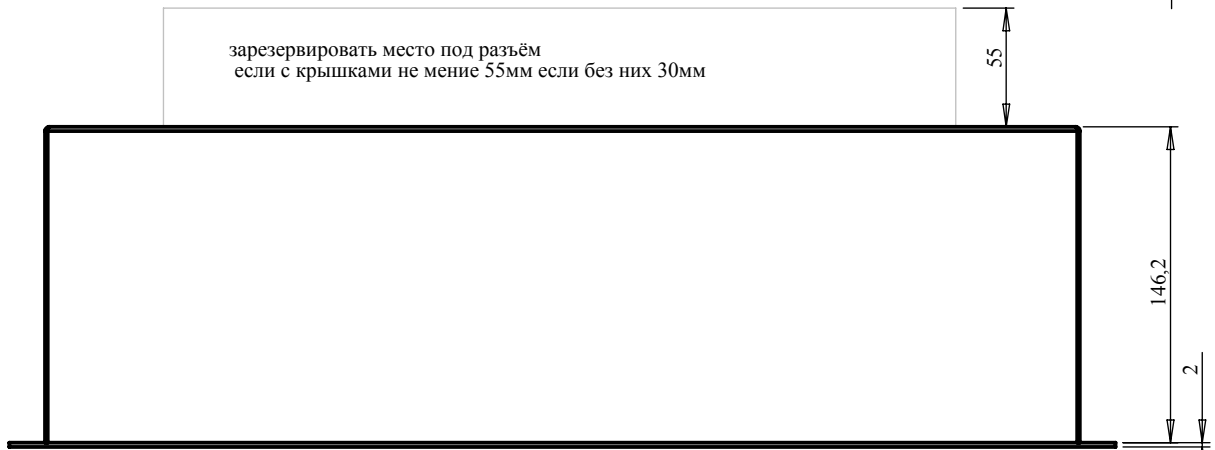 зарезервировать место под разъём
если с крышками не мение 55мм если без них 30мм
55
146,2
2